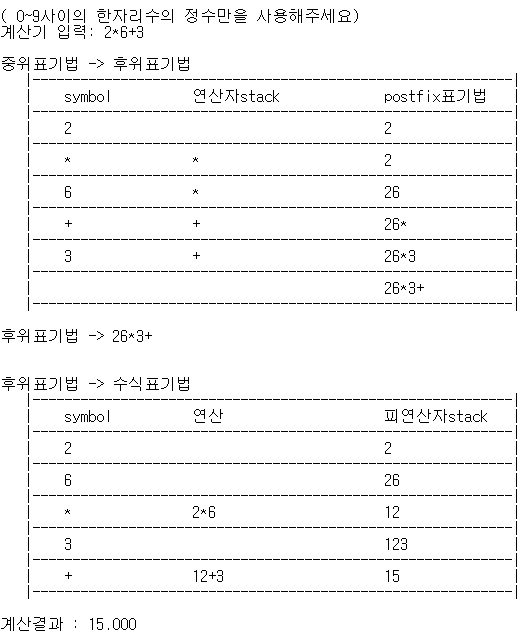 ( 0~9사이의 한자리수의 정수만을 사용해주세요)
계산기 입력: 2*6+3
중위표기법 -> 후위표기법
|------------------------------------------------------------|
symbol 연산자stack postfix표기법
2 2
* * 2
6 * 26
+ + 26*
3 + 26*3
26*3+
후위표기법 -> 26*3+
후위표기법 -> 수식표기법
symbol 연산 피연산자stack
2 2
6 26
* 2*6 12
3 123
+ 12+3 15
계산결과 : 15.000